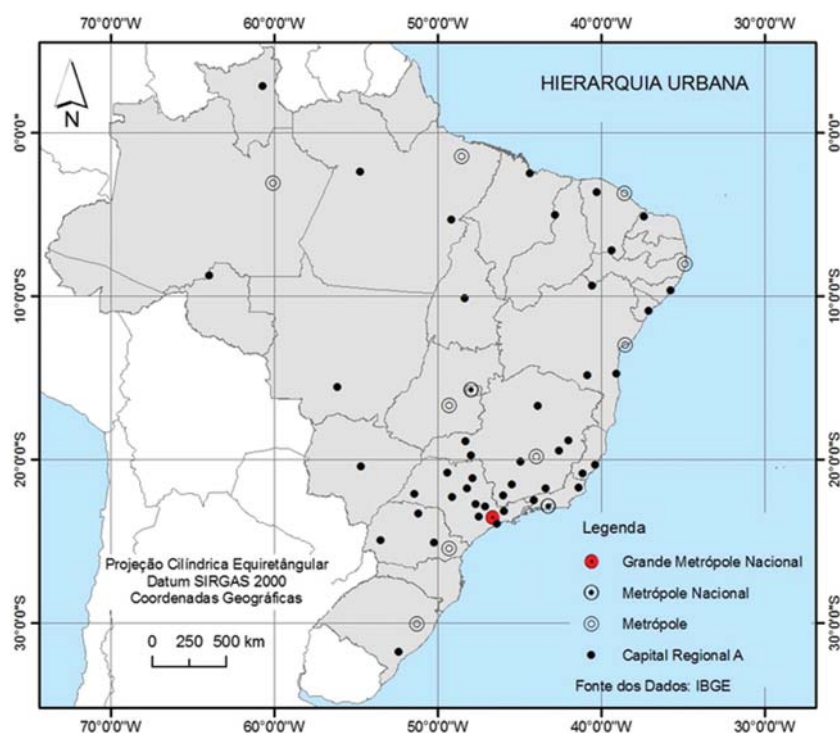 70°0'0"W 60°0'0"W 50°0'0"W 40°0'0"W 30°0'0"W
HIERARQUIA URBANA
N
0°0'0" 0°0'0"
10°0'0"S 10°0'0"S
20°0'0"S 20°0'0"S
30°0'0"S 30°0'0"S
Legenda
Grande Metrópole Nacional
Metrópole Nacional
Metrópole
Capital Regional A
Fonte dos Dados: IBGE
Projeção Cilíndrica Equiretângular
Datum SIRGAS 2000
Coordenadas Geográficas
0 250 500 km
70°0'0"W 60°0'0"W 50°0'0"W 40°0'0"W 30°0'0"W